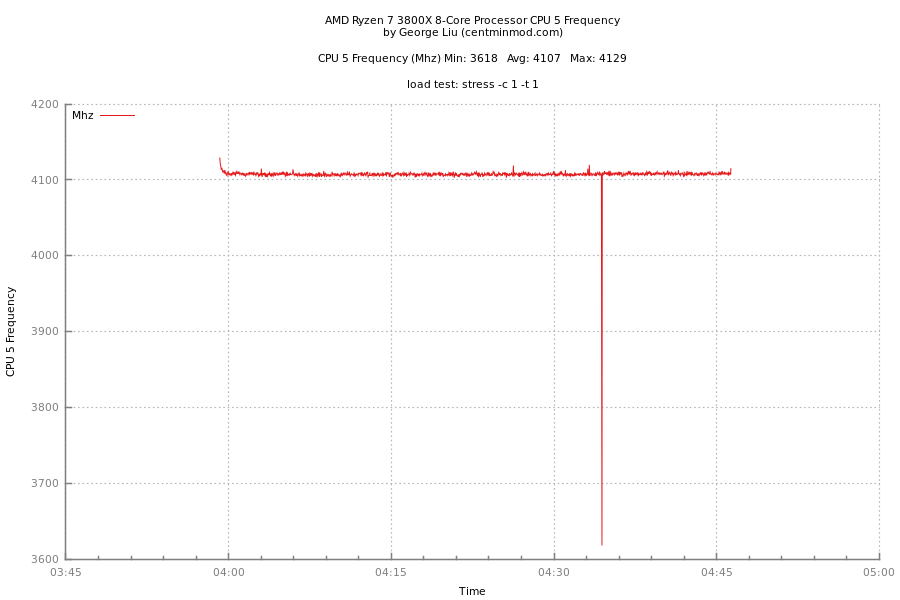 AMD Ryzen 7 3800X 8-Core Processor CPU 5 Frequency
by George Liu (centminmod.com)
CPU 5 Frequency (Mhz) Min: 3618 Avg: 4107 Max: 4129
load test: stress -c 1 -t 1
Mhz
4200
4100
4000
3900
3800
3700
3600
CPU 5 Frequency
03:45 04:00 04:15 04:30 04:45 05:00
Time